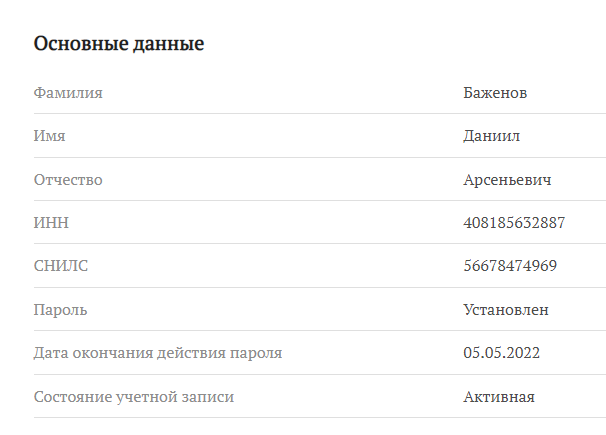 Основные данные
Фамилия Баженов
Имя Даниил
Отчество Арсеньевич
ИНН 408185632887
СНИЛС 56678474969
Пароль Установлен
Дата окончания действия пароля 05.05.2022
Состояние учетной записи Активная